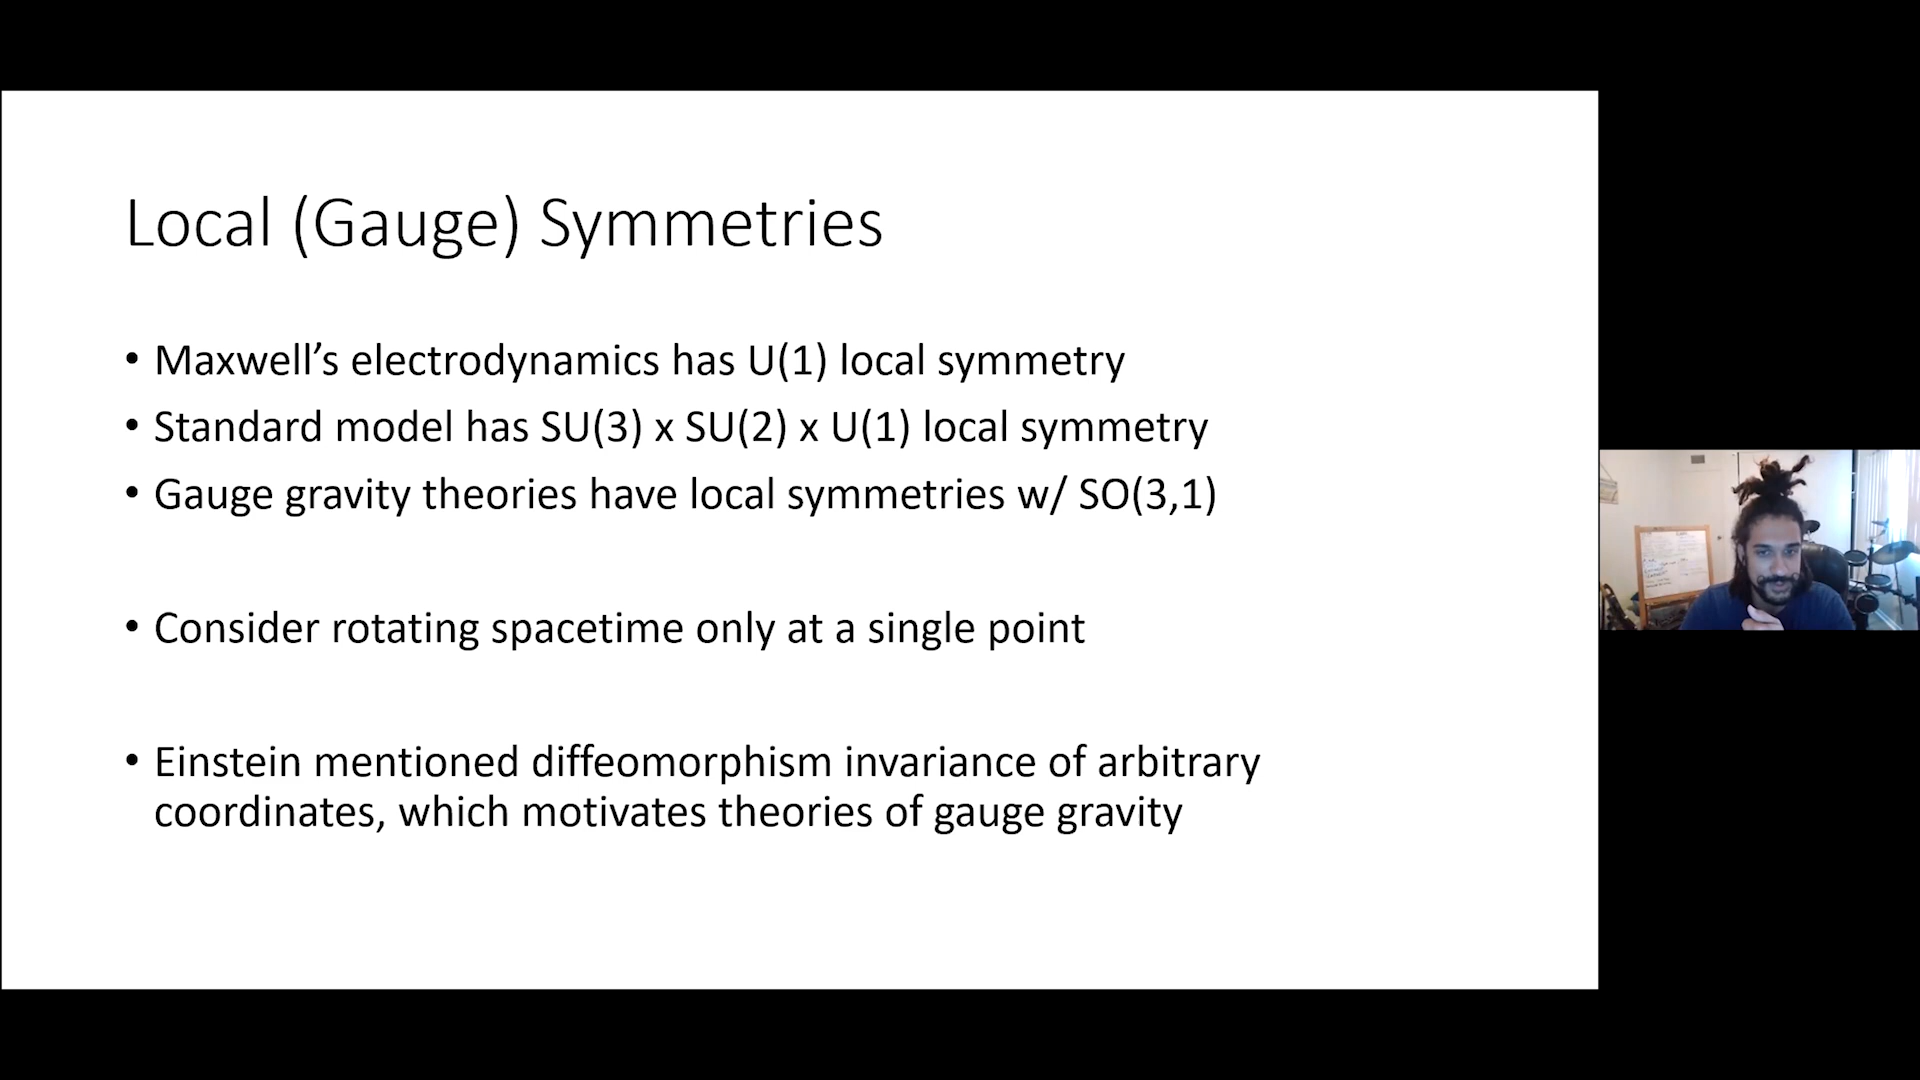 Local (Gauge) Symmetries
• Maxwell’s electrodynamics has U(1) local symmetry
• Standard model has SU(3) x SU(2) x U(1) local symmetry
• Gauge gravity theories have local symmetries w/ SO(3,1)
• Consider rotating spacetime only at a single point
• Einstein mentioned diffeomorphism invariance of arbitrary
coordinates, which motivates theories of gauge gravity